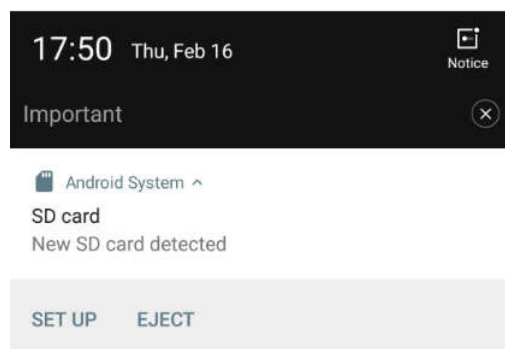 17:50 Thu, Feb 16
Notice
Important
Android System
SD card
New SD card detected
SET UP EJECT